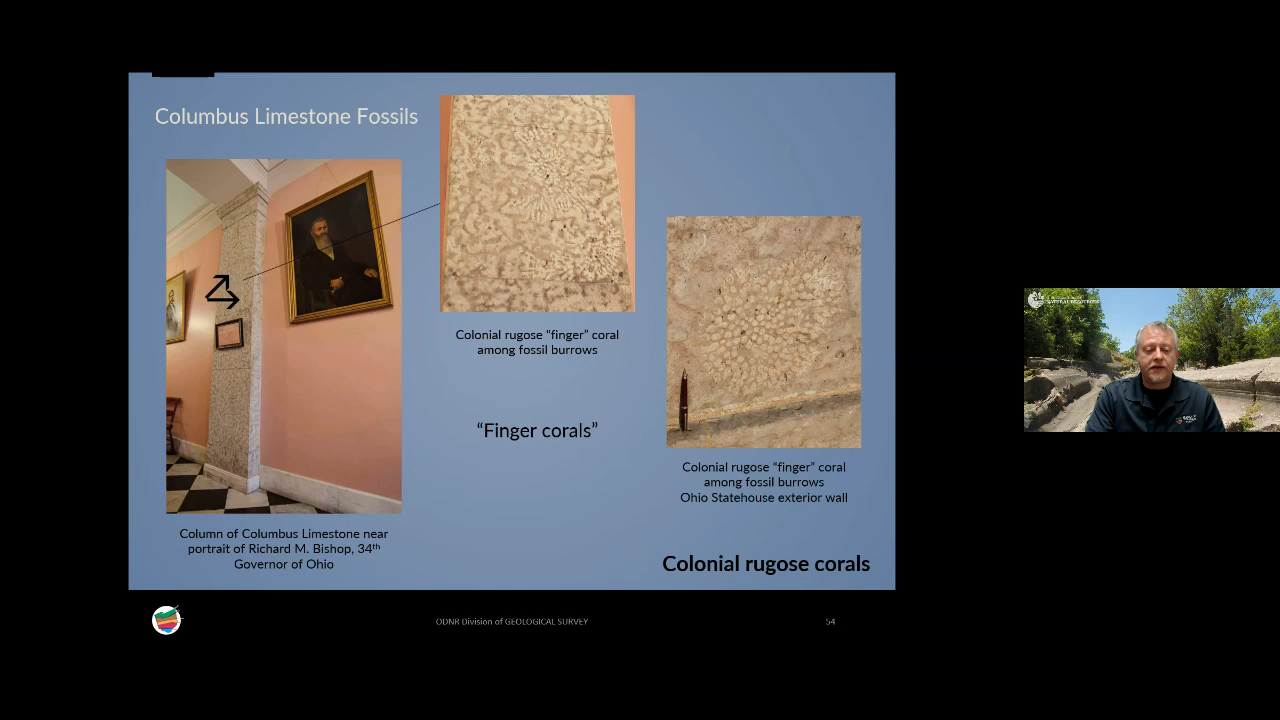 Columbus Limestone Fossils
Colonial rugose “finger” coral
among fossil burrows
“Finger corals”
Colonial rugose “finger” coral
among fossil burrows
Ohio Statehouse exterior wall
Column of Columbus Limestone near
portrait of Richard M. Bishop, 34th
Governor of Ohio
Colonial rugose corals
ODNR Division of GEOLOGICAL SURVEY
54